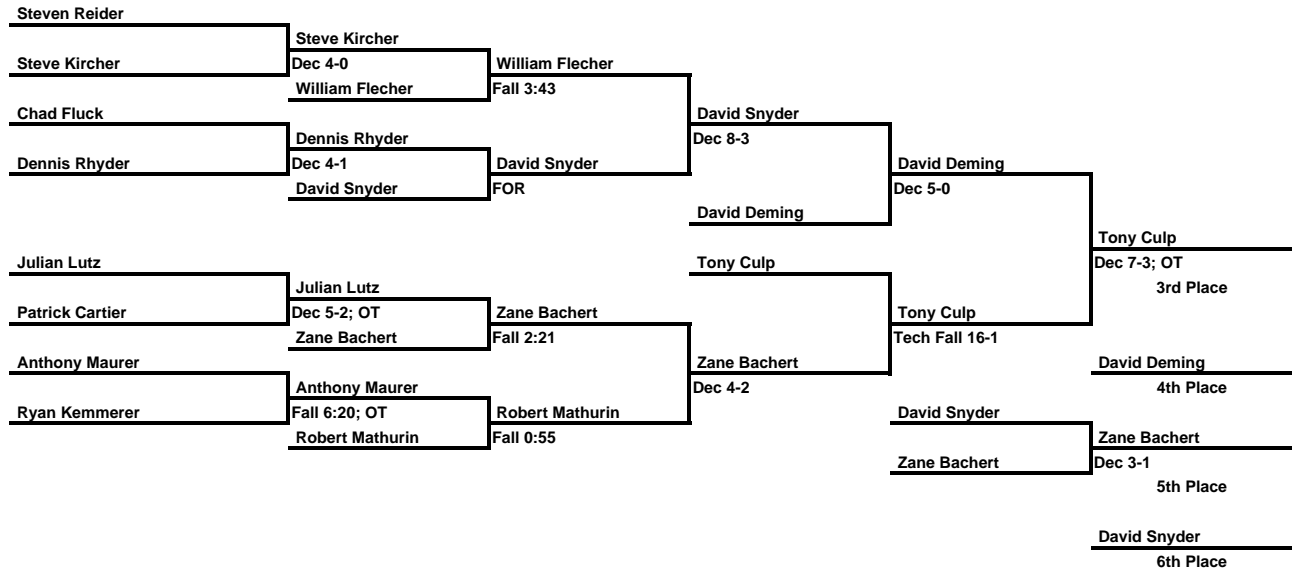 Steven Reider
Steve Kircher
Steve Kircher
Dec 4-0
William Flecher
William Flecher
Fall 3:43
Chad Fluck
David Snyder
Dennis Rhyder
Dec 8-3
Dennis Rhyder
Dec 4-1
David Snyder
David Deming
David Snyder
FOR
Dec 5-0
David Deming
Tony Culp
Julian Lutz
Tony Culp
Dec 7-3; OT
Julian Lutz
3rd Place
Patrick Cartier
Dec 5-2; OT
Zane Bachert
Tony Culp
Zane Bachert
Fall 2:21
Tech Fall 16-1
Anthony Maurer
Zane Bachert
David Deming
Anthony Maurer
Dec 4-2
4th Place
Ryan Kemmerer
Fall 6:20; OT
Robert Mathurin
David Snyder
Robert Mathurin
Fall 0:55
Zane Bachert
Zane Bachert
Dec 3-1
5th Place
David Snyder
6th Place